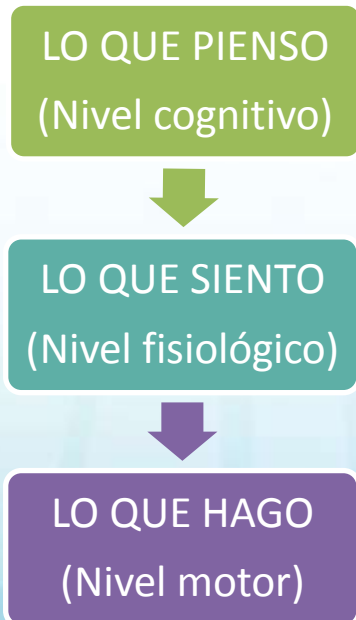 LO QUE PIENSO
(Nivel cognitivo)
LO QUE SIENTO
(Nivel fisiológico)
LO QUE HAGO
(Nivel motor)